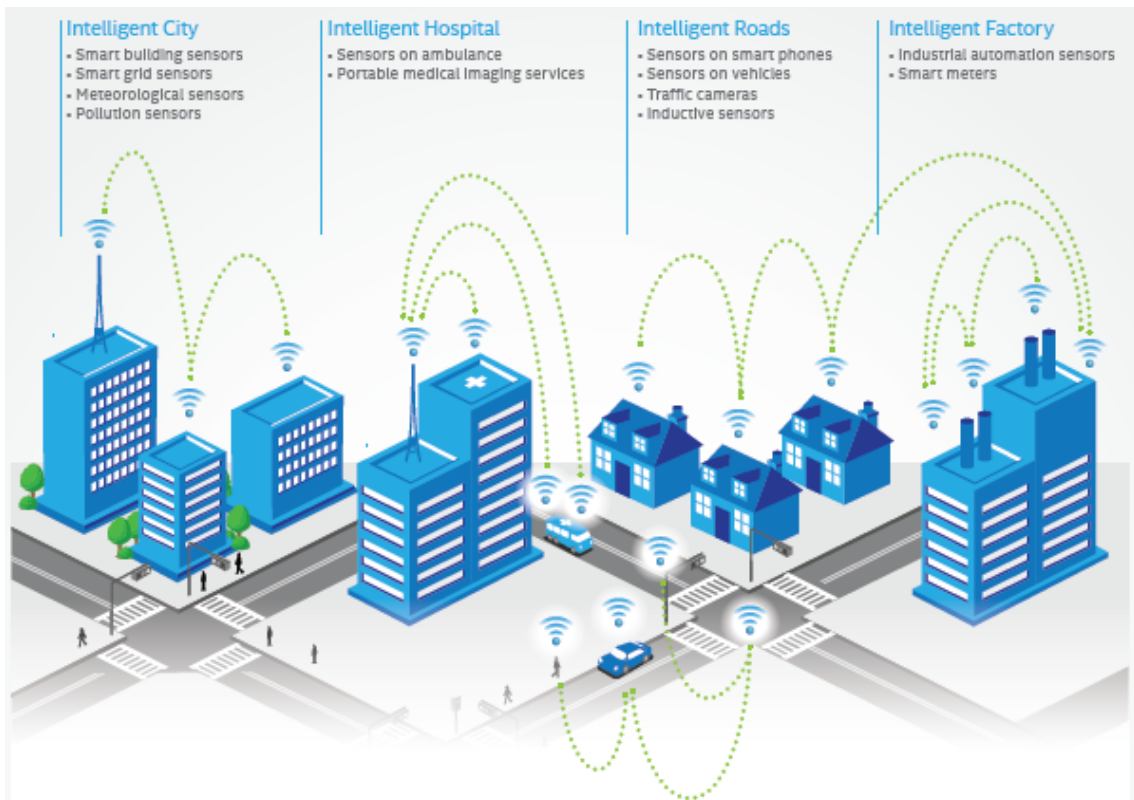 Intelligent City
▪ Smart building sensors
▪ Smart grid sensors
▪ Meteorological sensors
▪ Pollution sensors
Intelligent Hospital
▪ Sensors on ambulance
▪ Portable medical imaging services
Intelligent Roads
▪ Sensors on smart phones
▪ Sensors on vehicles
▪ Traffic cameras
▪ Inductive sensors
Intelligent Factory
▪ Industrial automation sensors
▪ Smart meters